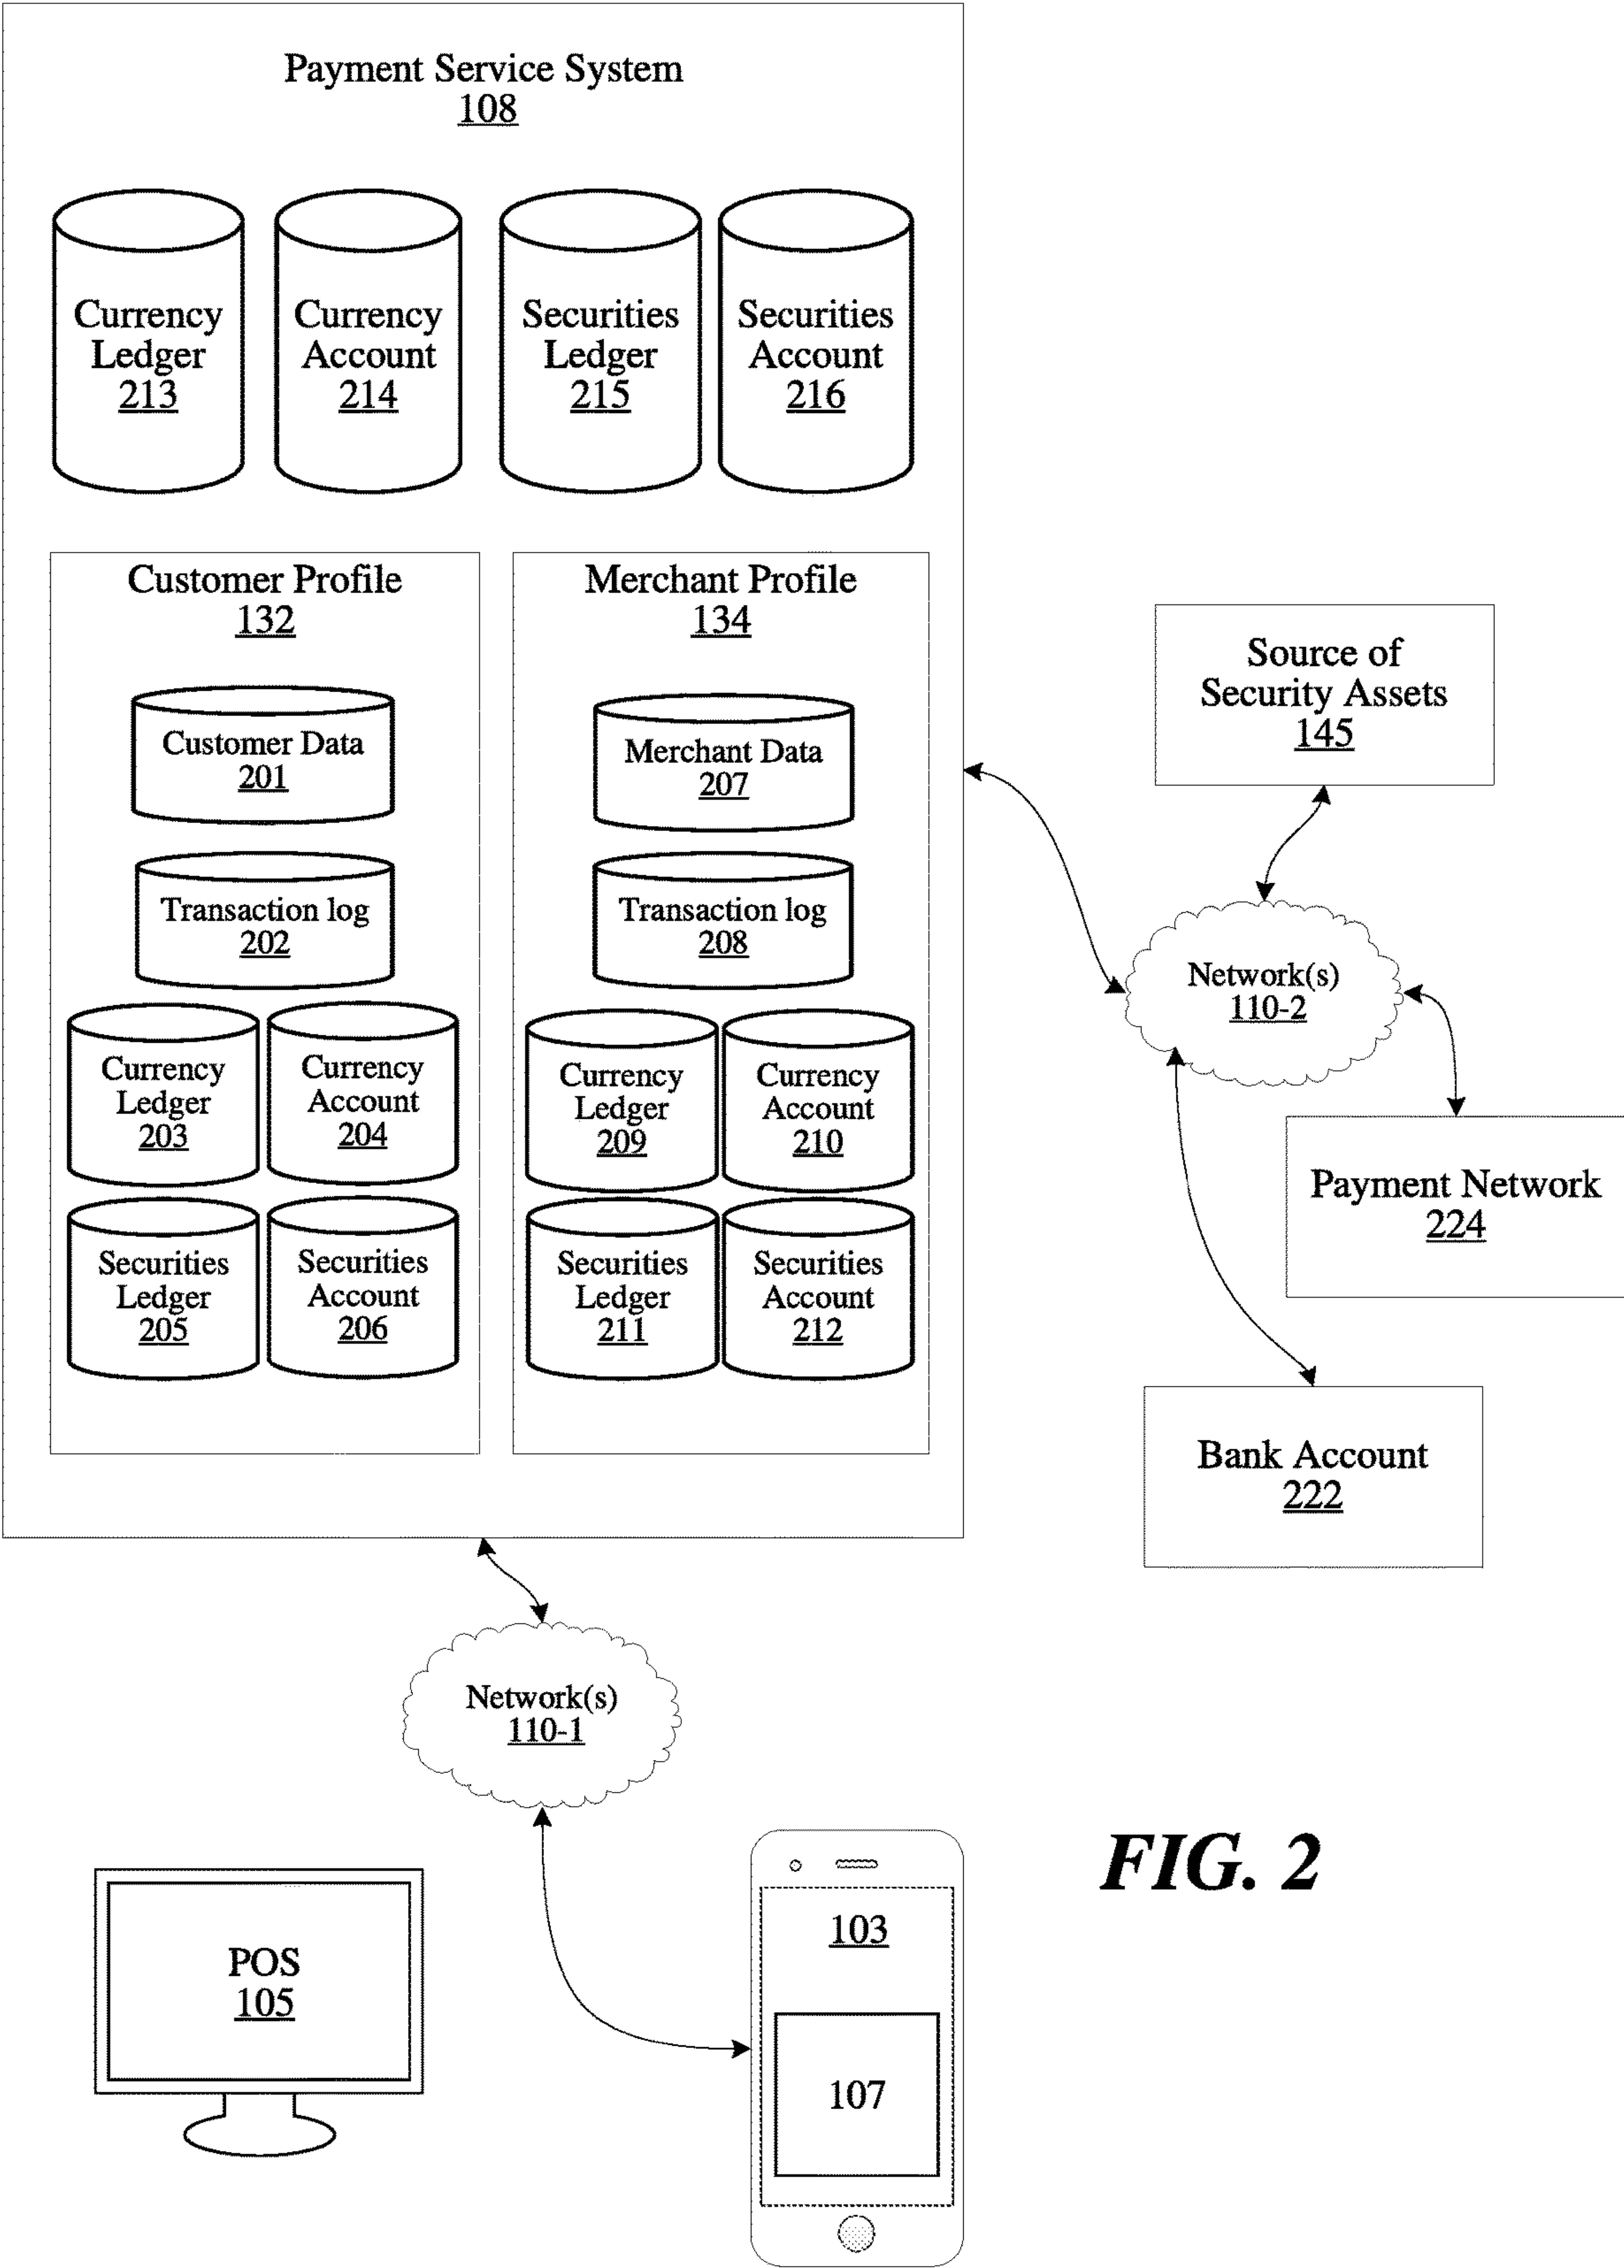 Payment Service System
108
Currency
Ledger
213
Currency
Account
214
Securities
Ledger
215
Securities
Account
216
Customer Profile
132
Customer Data
201
Transaction log
202
Currency
Ledger
203
Currency
Account
204
Securities
Ledger
205
Securities
Account
206
Merchant Profile
134
Merchant Data
207
Transaction log
208
Currency
Ledger
209
Currency
Account
210
Securities
Ledger
211
Securities
Account
212
Source of
Security Assets
145
Network(s)
110-2
Payment Network
224
Bank Account
222
Network(s)
110-1
POS
105
103
107
FIG. 2